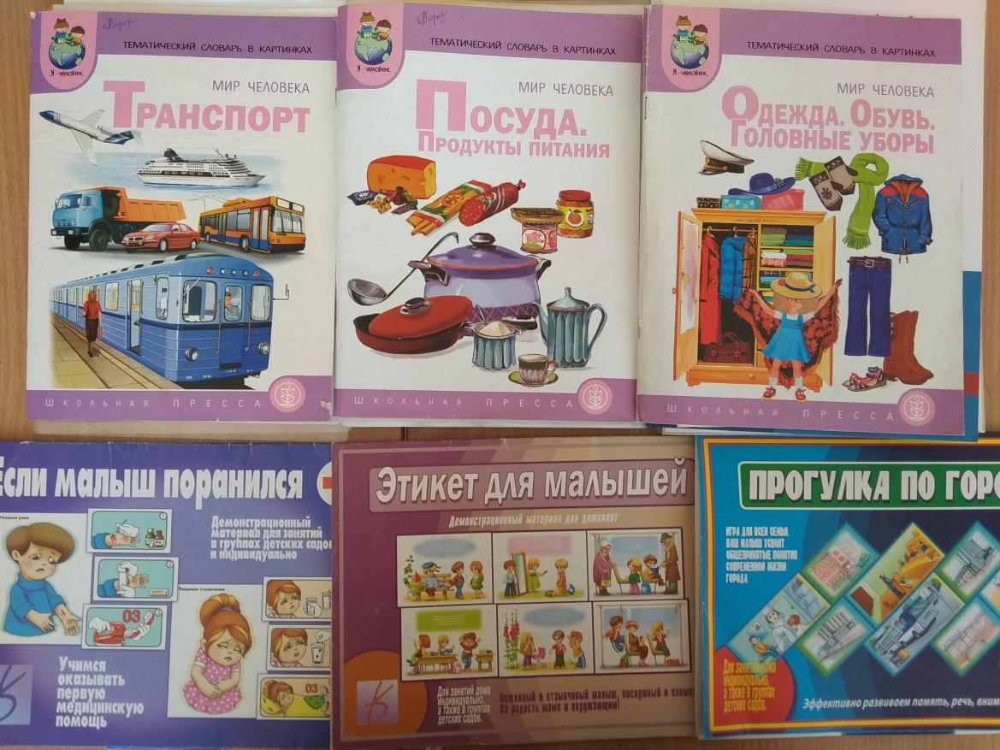 ТЕМАТИЧЕСКИЙ СЛОВАРЬ В КАРТИНКАХ
Я - человек
МИР ЧЕЛОВЕКА
ТРАНСПОРТ
ШКОЛЬНАЯ ПРЕССА
ТЕМАТИЧЕСКИЙ СЛОВАРЬ В КАРТИНКАХ
Я - человек
МИР ЧЕЛОВЕКА
ПОСУДА.
ПРОДУКТЫ ПИТАНИЯ
ШКОЛЬНАЯ ПРЕССА
ТЕМАТИЧЕСКИЙ СЛОВАРЬ В КАРТИНКАХ
Я - человек
МИР ЧЕЛОВЕКА
ОДЕЖДА. ОБУВЬ.
ГОЛОВНЫЕ УБОРЫ
ШКОЛЬНАЯ ПРЕССА
Если малыш поранился
Резаная рана
1
2
3
03
Демонстрационный
материал для занятий
в группах детских садов
и индивидуально
Пищевое отравление
03
Учимся
оказывать
первую
медицинскую
помощь
Этикет для малышей
Демонстрационный материал для дошколят
Для занятий дома
индивидуально,
а также в группах
детских садов.
Вежливый и отзывчивый малыш, послушный и
На радость маме и окружающим!
ПРОГУЛКА ПО ГОРО
ИГРА ДЛЯ ВСЕЙ СЕМЬИ.
ВАШ МАЛЫШ УСВОИТ
ОБЩЕПРИНЯТЫЕ ПОНЯТИЯ
СОВРЕМЕННОЙ ЖИЗНИ
ГОРОДА.
Для занятий дома
индивидуально,
а также в группах
детских садов.
Эффективно развиваем память, речь, вним